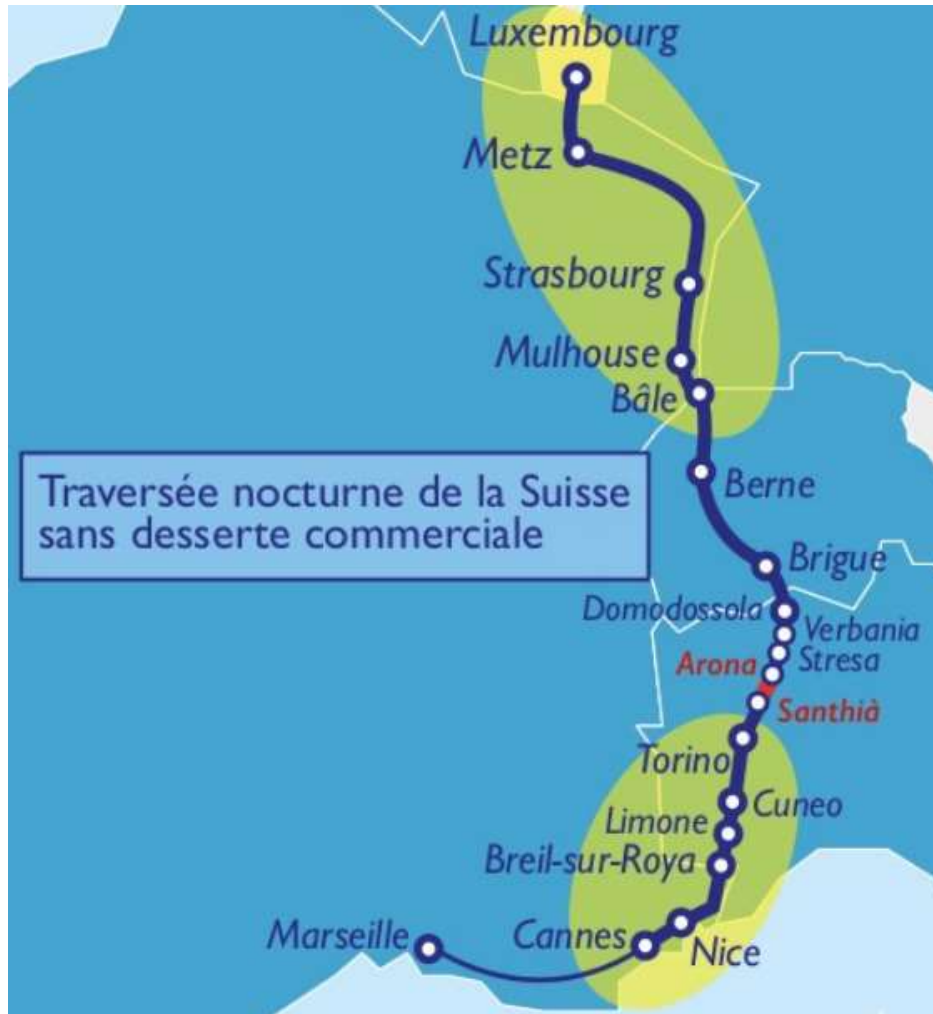 Luxembourg
Metz
Strasbourg
Mulhouse
Bâle
Traversée nocturne de la Suisse
sans desserte commerciale
Berne
Brigue
Domodossola
Verbania
Stresa
Arona
Santhià
Torino
Cuneo
Limone
Breil-sur-Roya
Marseille
Cannes
Nice